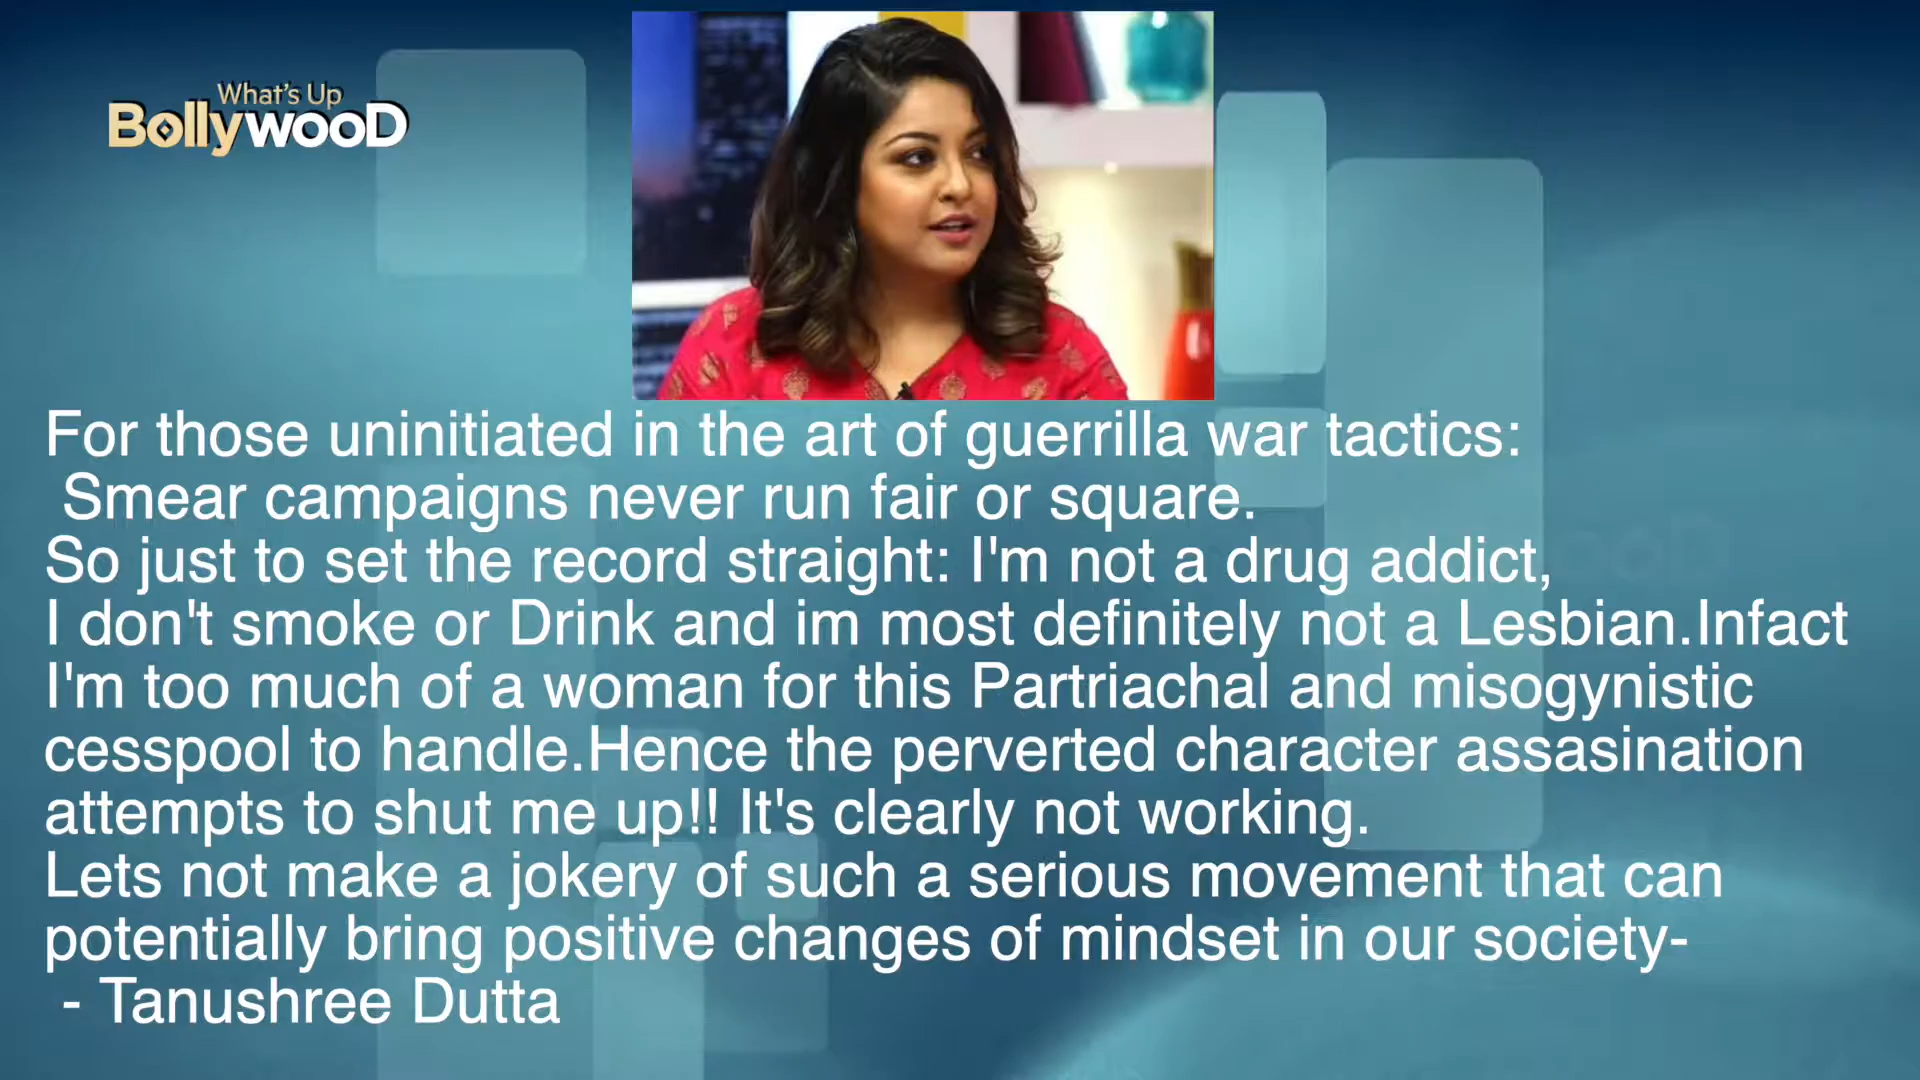 What's Up
BollywooD
For those uninitiated in the art of guerrilla war tactics:
Smear campaigns never run fair or square.
So just to set the record straight: I'm not a drug addict,
I don't smoke or Drink and im most definitely not a Lesbian.Infact
I'm too much of a woman for this Partriachal and misogynistic
cesspool to handle.Hence the perverted character assasination
attempts to shut me up!! It's clearly not working.
Lets not make a jokery of such a serious movement that can
potentially bring positive changes of mindset in our society-
- Tanushree Dutta